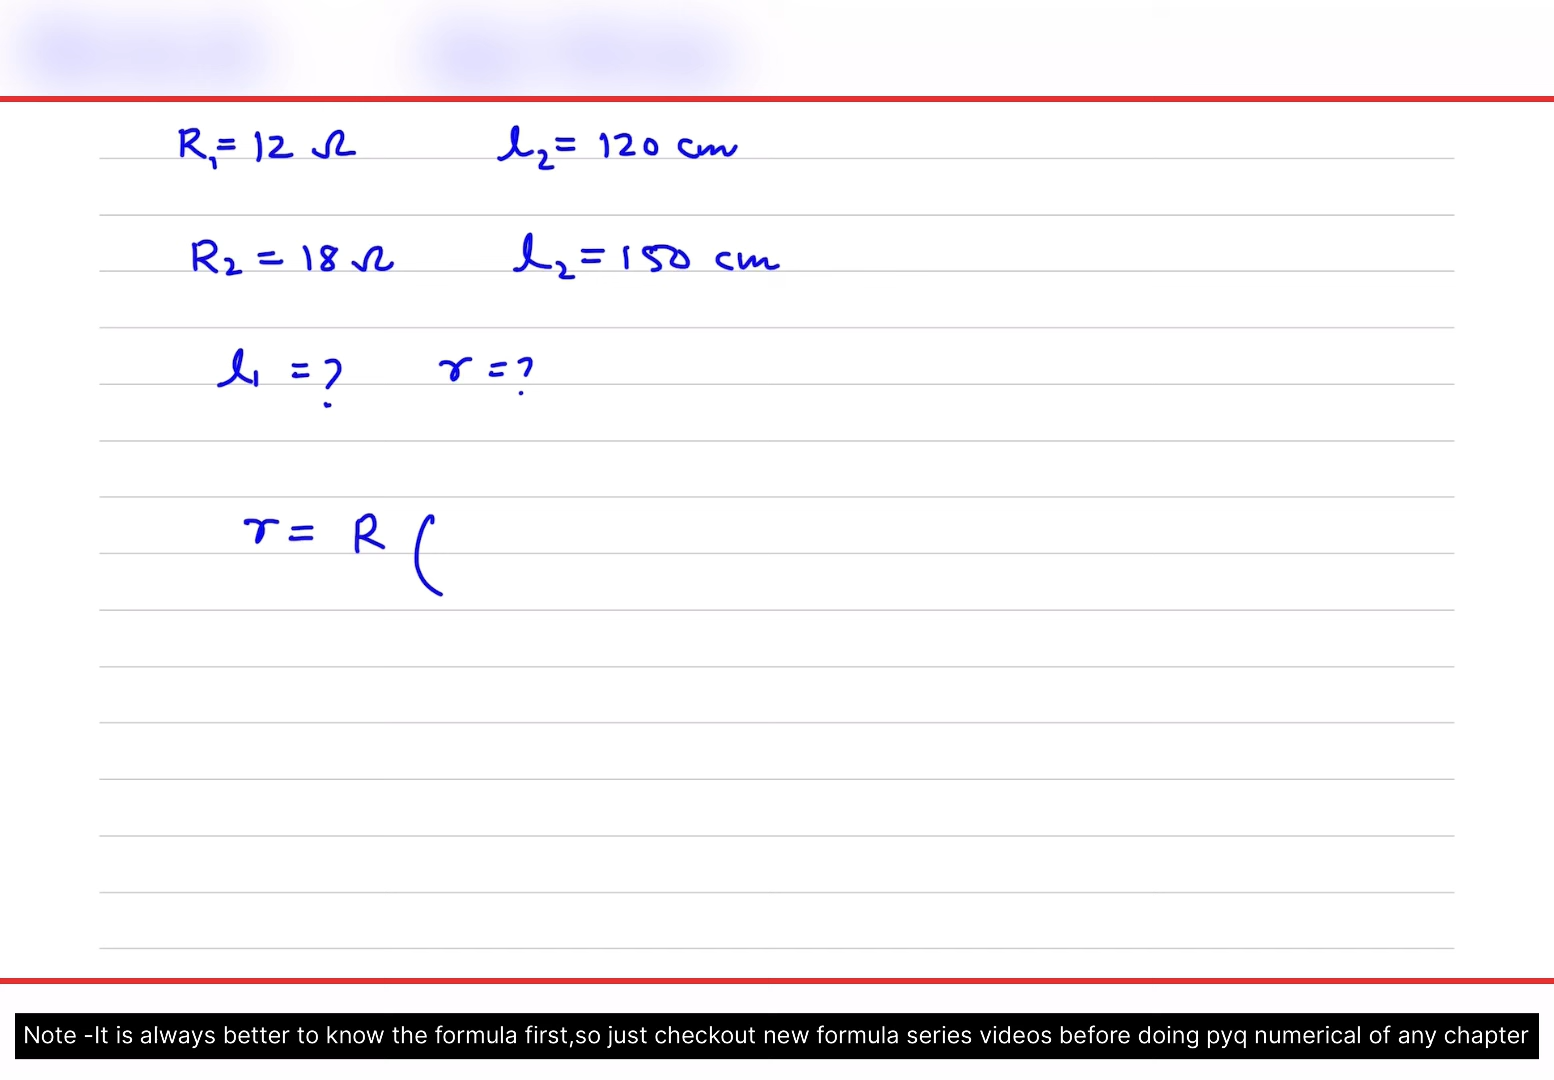 R₁= 12 Ω l₂= 120 cm
R₂ = 18 Ω l₂= 150 cm
l₁ = ? r = ?
r = R (
Note -It is always better to know the formula first,so just checkout new formula series videos before doing pyq numerical of any chapter